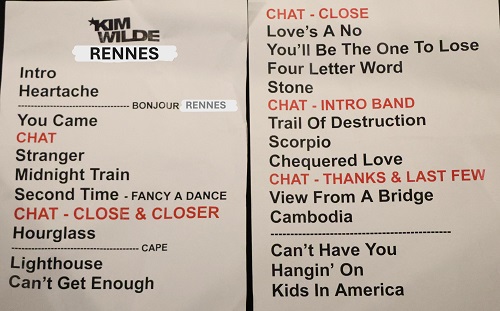 KIM
WILDE
RENNES
Intro
Heartache
-------------------------------- BONJOUR RENNES
You Came
CHAT
Stranger
Midnight Train
Second Time - FANCY A DANCE
CHAT - CLOSE & CLOSER
Hourglass
-------------------------------- CAPE
Lighthouse
Can't Get Enough
CHAT - CLOSE
Love's A No
You'll Be The One To Lose
Four Letter Word
Stone
CHAT - INTRO BAND
Trail Of Destruction
Scorpio
Chequered Love
CHAT - THANKS & LAST FEW
View From A Bridge
Cambodia
----------------------------------------
Can't Have You
Hangin' On
Kids In America